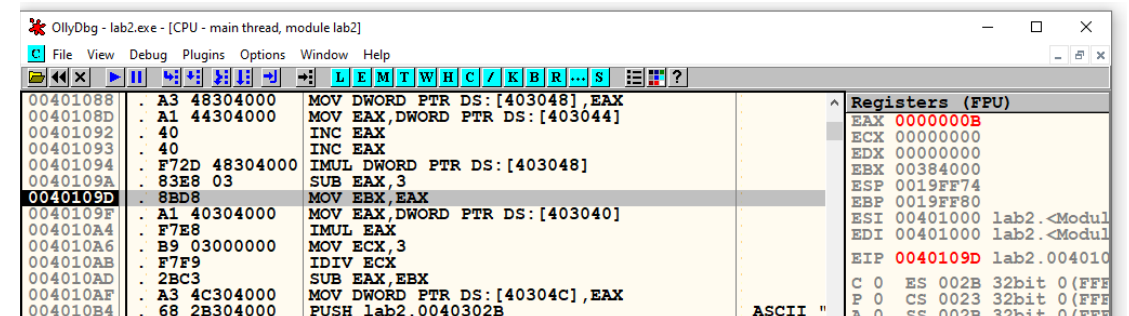 OllyDbg - lab2.exe - [CPU - main thread, module lab2]
C File View Debug Plugins Options Window Help
L E M T W H C / K B R ... S ?
00401088 . A3 48304000 MOV DWORD PTR DS:[403048],EAX
0040108D . A1 44304000 MOV EAX,DWORD PTR DS:[403044]
00401092 . 40 INC EAX
00401093 . 40 INC EAX
00401094 . F72D 48304000 IMUL DWORD PTR DS:[403048]
0040109A . 83E8 03 SUB EAX,3
0040109D . 8BD8 MOV EBX,EAX
0040109F . A1 40304000 MOV EAX,DWORD PTR DS:[403040]
004010A4 . F7E8 IMUL EAX
004010A6 . B9 03000000 MOV ECX,3
004010AB . F7F9 IDIV ECX
004010AD . 2BC3 SUB EAX,EBX
004010AF . A3 4C304000 MOV DWORD PTR DS:[40304C],EAX
004010B4 . 68 2B304000 PUSH lab2.0040302B ASCII "
Registers (FPU)
EAX 0000000B
ECX 00000000
EDX 00000000
EBX 00384000
ESP 0019FF74
EBP 0019FF80
ESI 00401000 lab2.<Modul
EDI 00401000 lab2.<Modul
EIP 0040109D lab2.004010
C 0 ES 002B 32bit 0(FFF
P 0 CS 0023 32bit 0(FFF
A 0 SS 002B 32bit 0(FFF